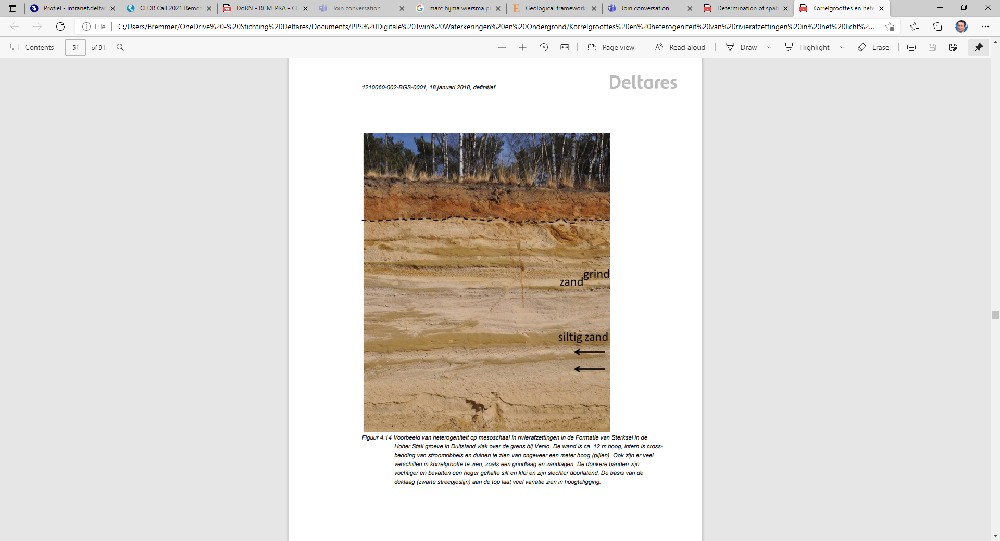 Profiel - intranet.delta
CEDR Call 2021 Remot
DoRN - RCM_PRA - CE
Join conversation
marc hijma wiersma p
Geological framework
Join conversation
Determination of spat
Korrelgroottes en hete
File
C:/Users/Bremmer/OneDrive%20-%20Stichting%20Deltares/Documents/PPS%20Digitale%20Twin%20Waterkeringen%20en%20Ondergrond/Korrelgroottes%20en%20heterogeniteit%20van%20rivierafzettingen%20in%20het%20licht%2...
Contents
51
of 91
Page view
Read aloud
Draw
Highlight
Erase
1210060-002-BGS-0001, 18 januari 2018, definitief
Deltares
grind
zand
siltig zand
Figuur 4.14 Voorbeeld van heterogeniteit op mesoschaal in rivierafzettingen in de Formatie van Sterksel in de
Hoher Stall groeve in Duitsland vlak over de grens bij Venlo. De wand is ca. 12 m hoog, intern is cross-
bedding van stroomribbels en duinen te zien van ongeveer een meter hoog (pijlen). Ook zijn er veel
verschillen in korrelgrootte te zien, zoals een grindlaag en zandlagen. De donkere banden zijn
vochtiger en bevatten een hoger gehalte silt en klei en zijn slechter doorlatend. De basis van de
deklaag (zwarte streepjeslijn) aan de top laat veel variatie zien in hoogteligging.